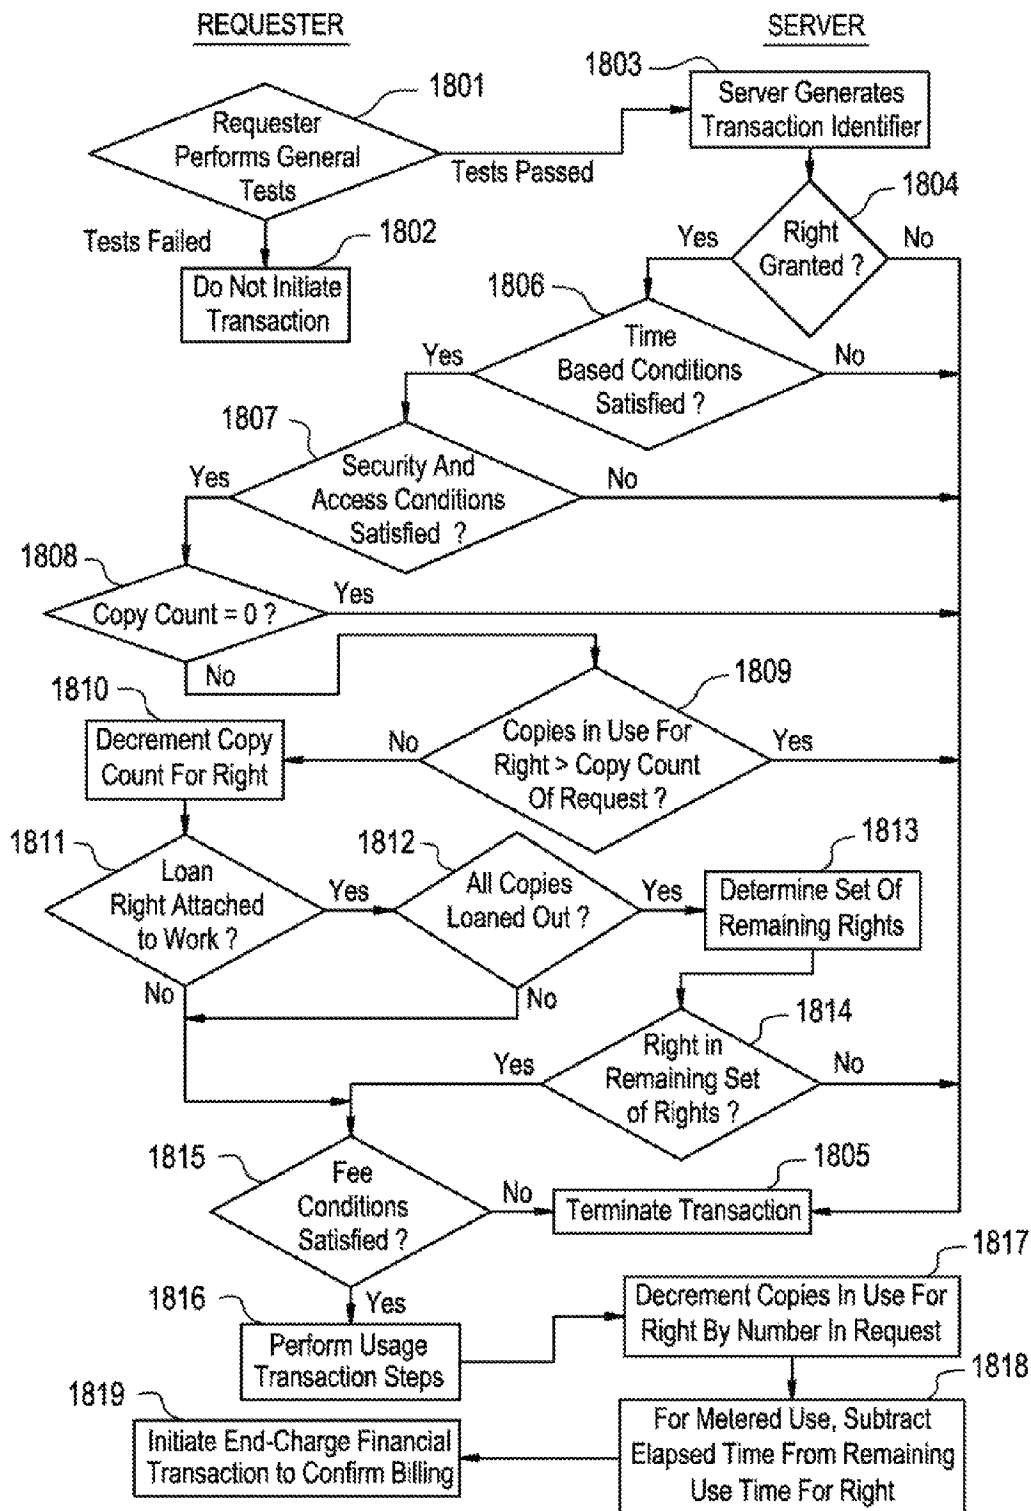 REQUESTER
SERVER
1801
1803
Requester
Performs General
Tests
Server Generates
Transaction Identifier
Tests Passed
Tests Failed
1802
Do Not Initiate
Transaction
1804
Yes
Right
Granted ?
No
1806
Time
Based Conditions
Satisfied ?
Yes
No
1807
Security And
Access Conditions
Satisfied ?
Yes
No
1808
Copy Count = 0 ?
Yes
No
1809
Copies in Use For
Right > Copy Count
Of Request ?
No
Yes
1810
Decrement Copy
Count For Right
1811
Loan
Right Attached
to Work ?
Yes
No
1812
All Copies
Loaned Out ?
Yes
No
1813
Determine Set Of
Remaining Rights
1814
Right in
Remaining Set
of Rights ?
Yes
No
1815
Fee
Conditions
Satisfied ?
No
Yes
1805
Terminate Transaction
1816
Perform Usage
Transaction Steps
1817
Decrement Copies In Use For
Right By Number In Request
1818
For Metered Use, Subtract
Elapsed Time From Remaining
Use Time For Right
1819
Initiate End-Charge Financial
Transaction to Confirm Billing